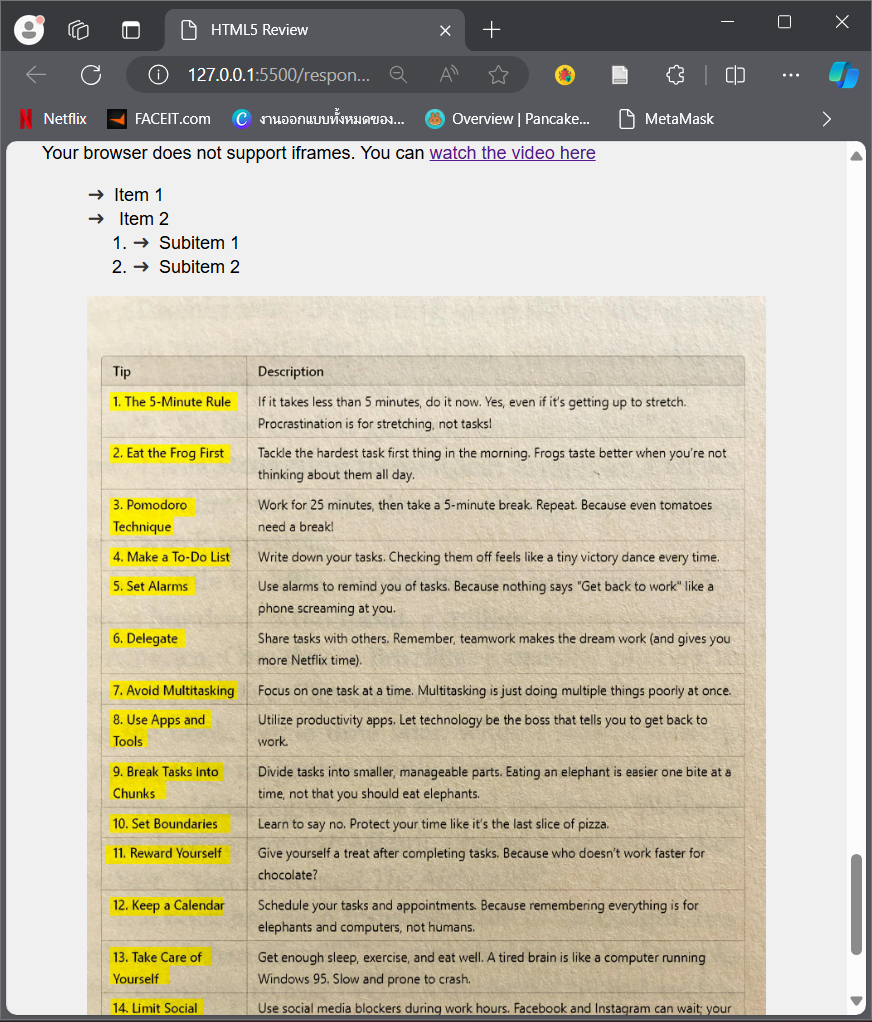 HTML5 Review
127.0.0.1:5500/respon...
Netflix
FACEIT.com
งานออกแบบทั้งหมดของ...
Overview | Pancake...
MetaMask
Your browser does not support iframes. You can watch the video here
➔ Item 1
➔ Item 2
1. ➔ Subitem 1
2. ➔ Subitem 2
Tip Description
1. The 5-Minute Rule If it takes less than 5 minutes, do it now. Yes, even if it's getting up to stretch.
Procrastination is for stretching, not tasks!
2. Eat the Frog First Tackle the hardest task first thing in the morning. Frogs taste better when you're not
thinking about them all day.
3. Pomodoro Work for 25 minutes, then take a 5-minute break. Repeat. Because even tomatoes
Technique need a break!
4. Make a To-Do List Write down your tasks. Checking them off feels like a tiny victory dance every time.
5. Set Alarms Use alarms to remind you of tasks. Because nothing says "Get back to work" like a
phone screaming at you.
6. Delegate Share tasks with others. Remember, teamwork makes the dream work (and gives you
more Netflix time).
7. Avoid Multitasking Focus on one task at a time. Multitasking is just doing multiple things poorly at once.
8. Use Apps and Utilize productivity apps. Let technology be the boss that tells you to get back to
Tools work.
9. Break Tasks into Divide tasks into smaller, manageable parts. Eating an elephant is easier one bite at a
Chunks time, not that you should eat elephants.
10. Set Boundaries Learn to say no. Protect your time like it's the last slice of pizza.
11. Reward Yourself Give yourself a treat after completing tasks. Because who doesn't work faster for
chocolate?
12. Keep a Calendar Schedule your tasks and appointments. Because remembering everything is for
elephants and computers, not humans.
13. Take Care of Get enough sleep, exercise, and eat well. A tired brain is like a computer running
Yourself Windows 95. Slow and prone to crash.
14. Limit Social Use social media blockers during work hours. Facebook and Instagram can wait; your